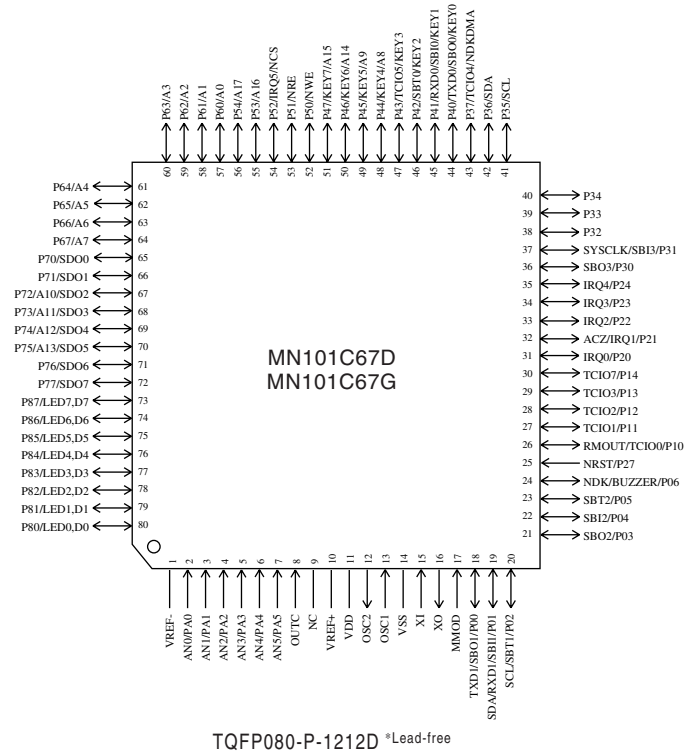 P63/A3
P62/A2
P61/A1
P60/A0
P54/A17
P53/A16
P52/IRQ5/NCS
P51/NRE
P50/NWE
P47/KEY7/A15
P46/KEY6/A14
P45/KEY5/A9
P44/KEY4/A8
P43/TCIO5/KEY3
P42/SBT0/KEY2
P41/RXD0/SBI0/KEY1
P40/TXD0/SBO0/KEY0
P37/TCIO4/NDKDMA
P36/SDA
P35/SCL
60 59 58 57 56 55 54 53 52 51 50 49 48 47 46 45 44 43 42 41
P64/A4 61
P65/A5 62
P66/A6 63
P67/A7 64
P70/SDO0 65
P71/SDO1 66
P72/A10/SDO2 67
P73/A11/SDO3 68
P74/A12/SDO4 69
P75/A13/SDO5 70
P76/SDO6 71
P77/SDO7 72
P87/LED7,D7 73
P86/LED6,D6 74
P85/LED5,D5 75
P84/LED4,D4 76
P83/LED3,D3 77
P82/LED2,D2 78
P81/LED1,D1 79
P80/LED0,D0 80
MN101C67D
MN101C67G
40 P34
39 P33
38 P32
37 SYSCLK/SBI3/P31
36 SBO3/P30
35 IRQ4/P24
34 IRQ3/P23
33 IRQ2/P22
32 ACZ/IRQ1/P21
31 IRQ0/P20
30 TCIO7/P14
29 TCIO3/P13
28 TCIO2/P12
27 TCIO1/P11
26 RMOUT/TCIO0/P10
25 NRST/P27
24 NDK/BUZZER/P06
23 SBT2/P05
22 SBI2/P04
21 SBO2/P03
1 2 3 4 5 6 7 8 9 10 11 12 13 14 15 16 17 18 19 20
VREF-
AN0/PA0
AN1/PA1
AN2/PA2
AN3/PA3
AN4/PA4
AN5/PA5
OUTC
NC
VREF+
VDD
OSC2
OSC1
VSS
XI
XO
MMOD
TXD1/SBO1/P00
SDA/RXD1/SBI1/P01
SCL/SBT1/P02
TQFP080-P-1212D *Lead-free